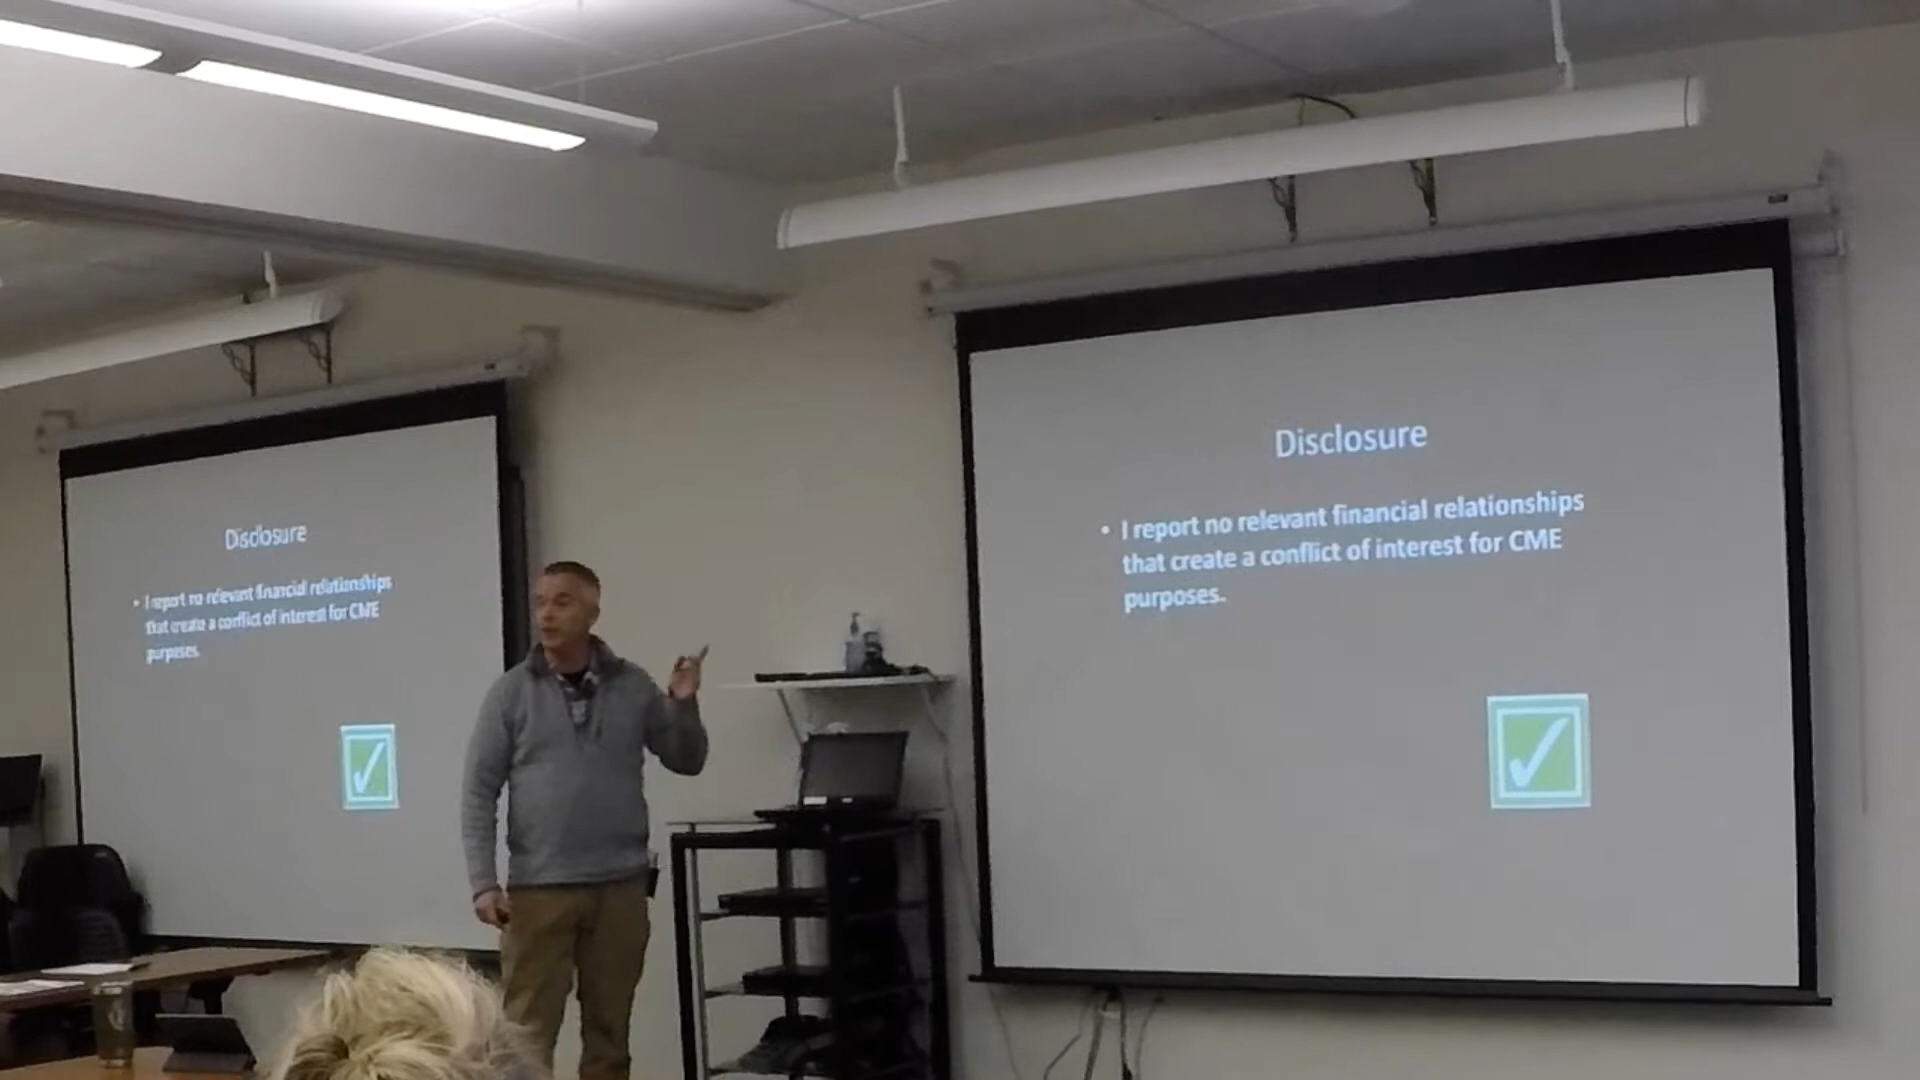 Disclosure
• I report no relevant financial relationships
that create a conflict of interest for CME
purposes.
Disclosure
• I report no relevant financial relationships
that create a conflict of interest for CME
purposes.